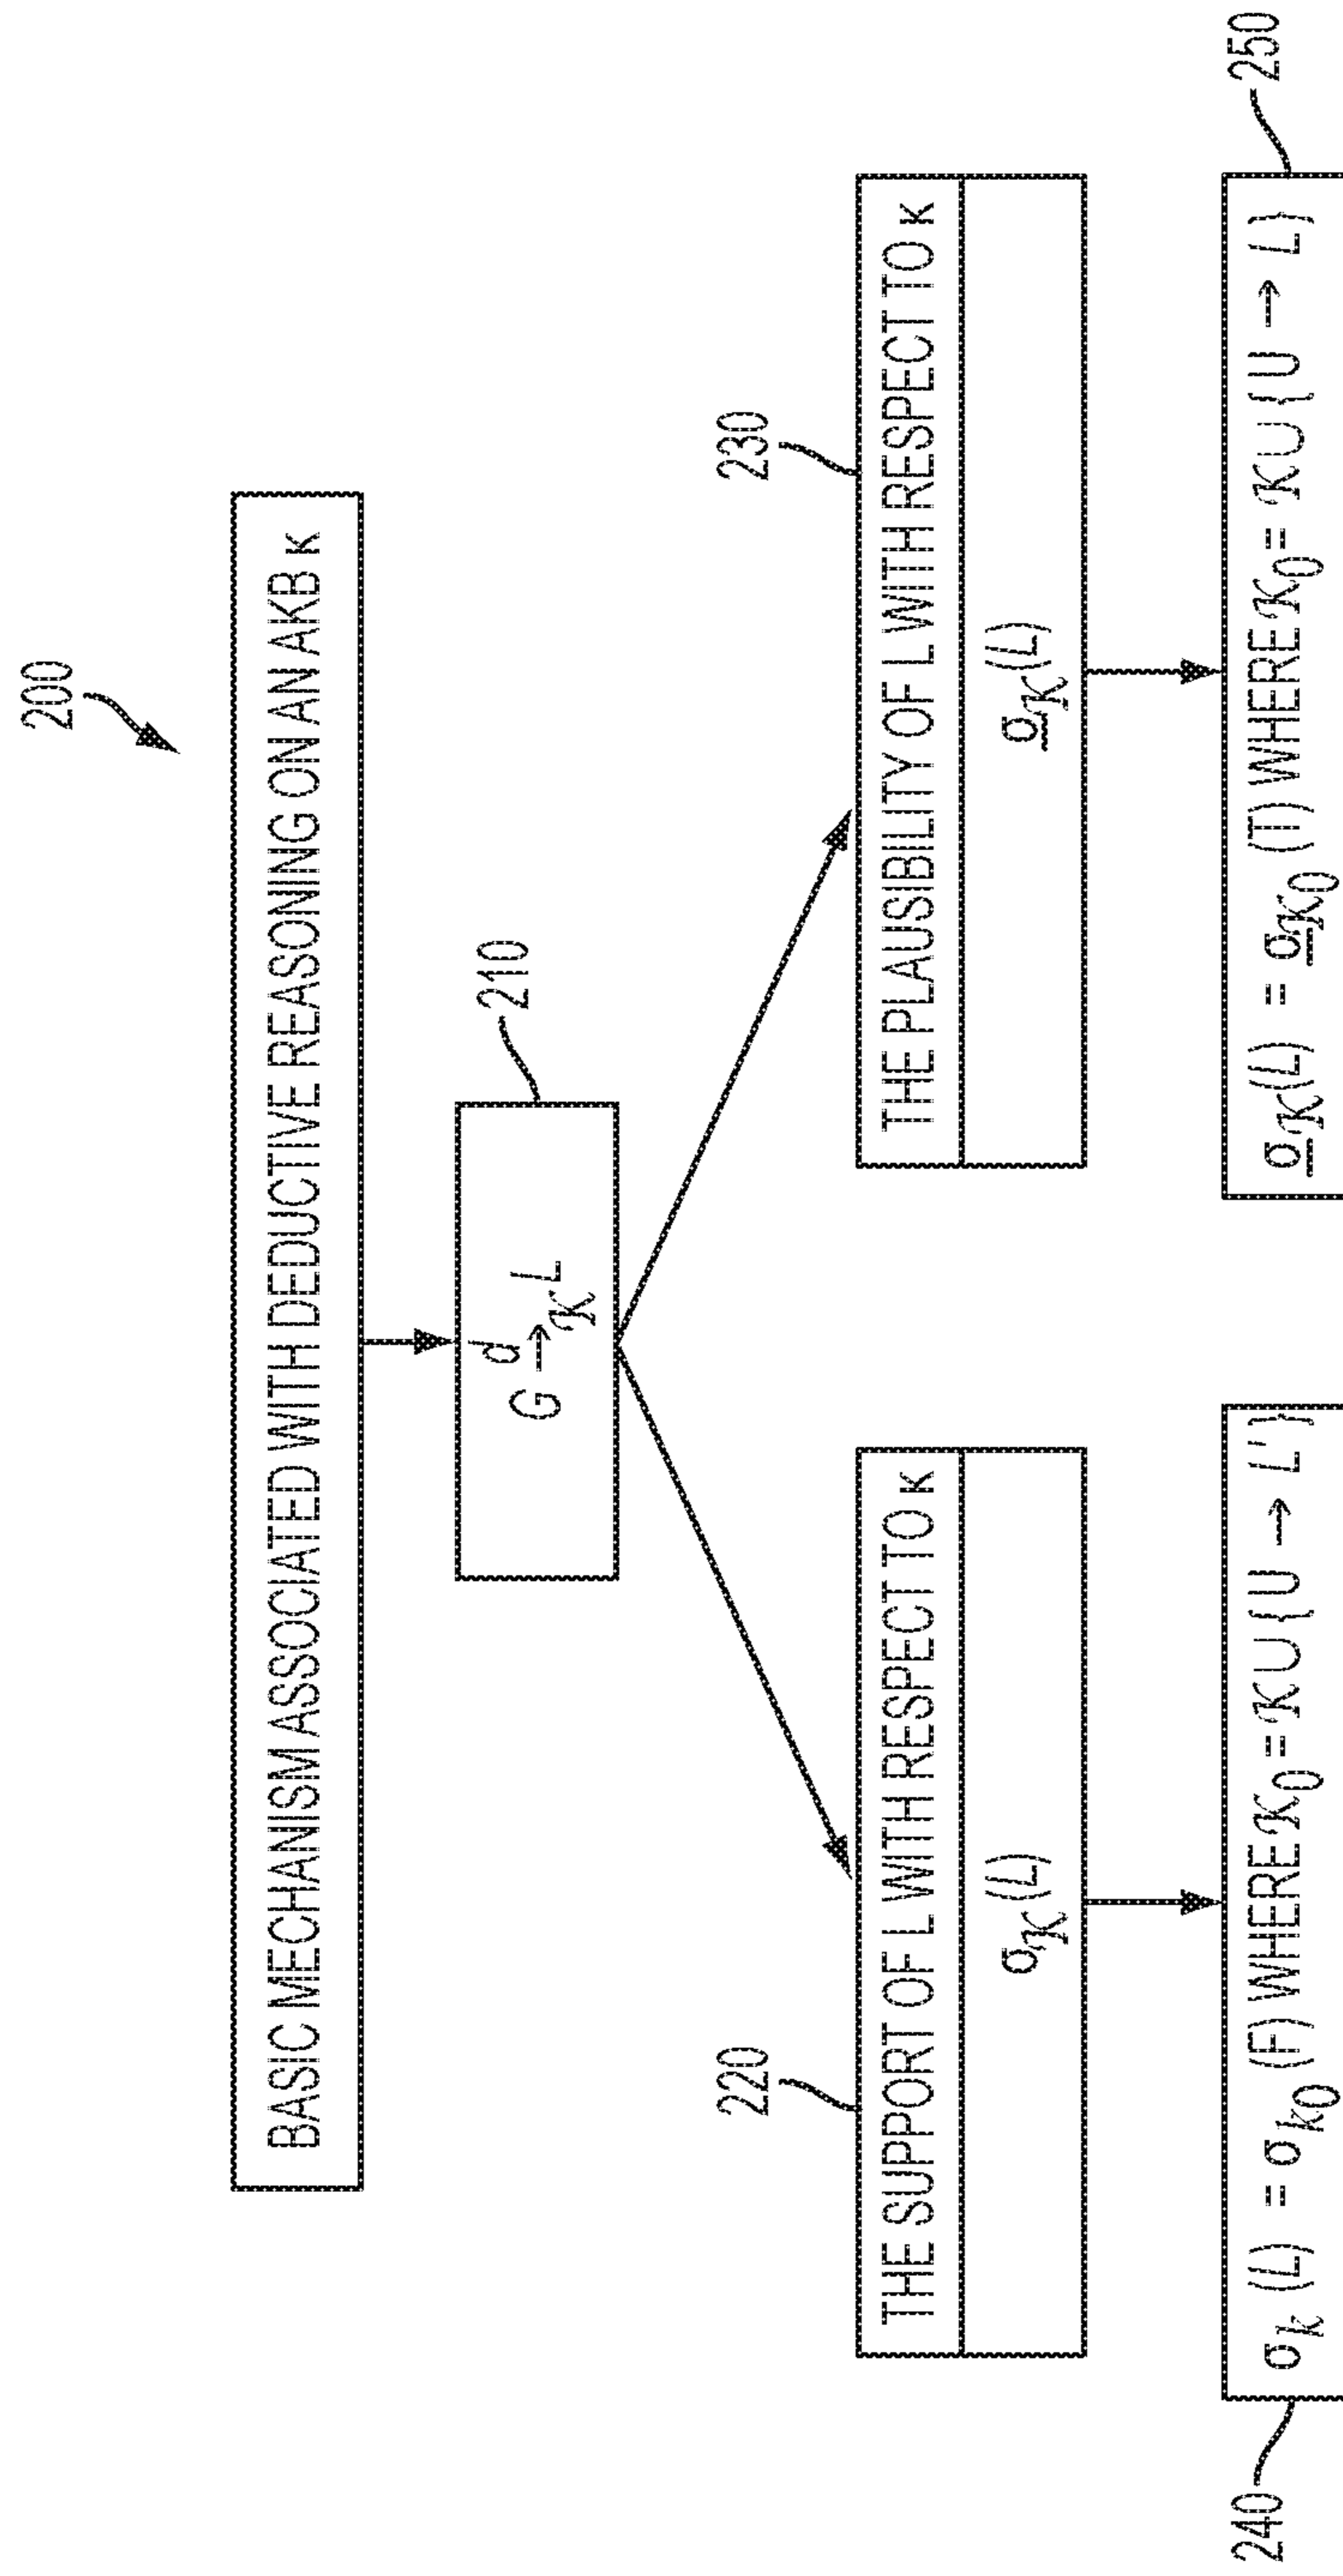 200
BASIC MECHANISM ASSOCIATED WITH DEDUCTIVE REASONING ON AN AKB κ
210
G →ᵈ_𝒦 L
220
THE SUPPORT OF L WITH RESPECT TO κ
σ_𝒦(L)
230
THE PLAUSIBILITY OF L WITH RESPECT TO κ
σ̲_𝒦(L)
240
σ_k (L) = σ_k₀ (F) WHERE 𝒦₀ = 𝒦 U {U → L'}
250
σ̲_𝒦(L) = σ̲_𝒦₀ (T) WHERE 𝒦₀ = 𝒦 U {U → L}